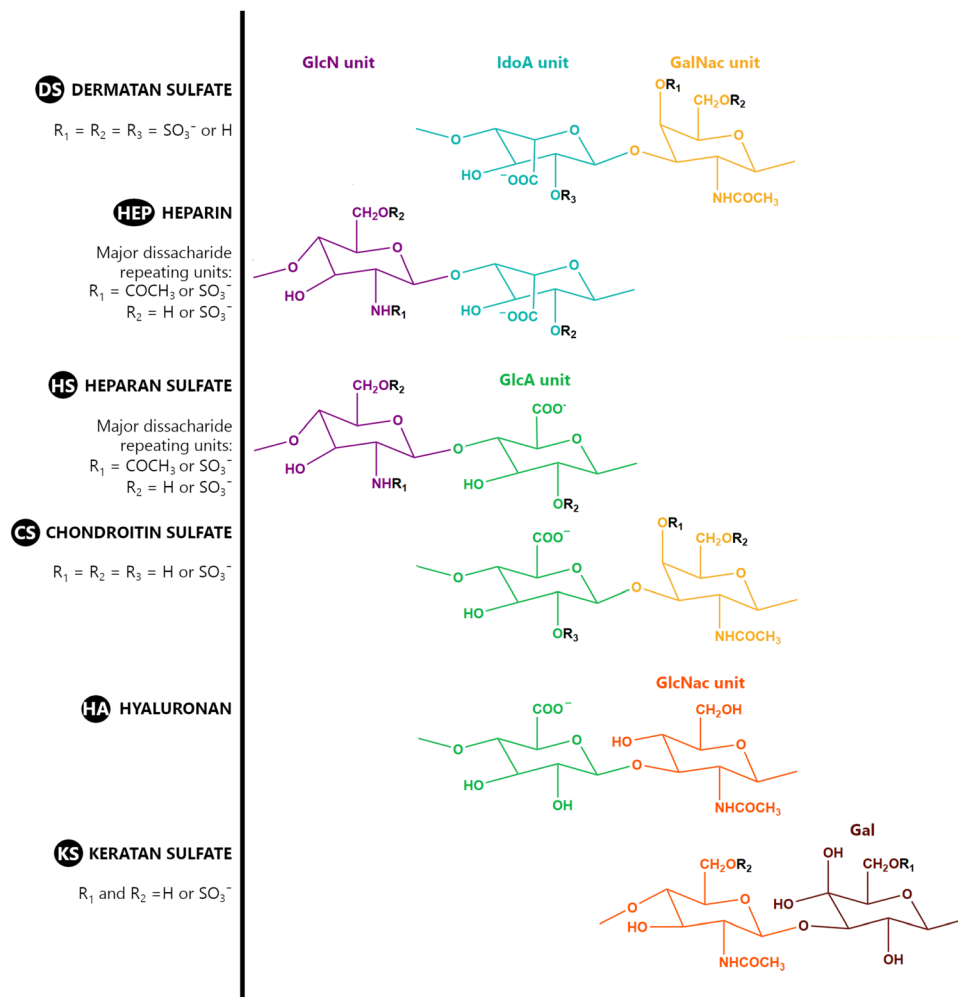 GlcN unit IdoA unit GalNac unit
DS DERMATAN SULFATE
R₁ = R₂ = R₃ = SO₃⁻ or H
OR₁
CH₂OR₂
O O O O
HO ⁻OOC
OR₃ NHCOCH₃
HEP HEPARIN
Major dissacharide
repeating units:
R₁ = COCH₃ or SO₃⁻
R₂ = H or SO₃⁻
CH₂OR₂
O O O O
HO HO
NHR₁ ⁻OOC
OR₂
HS HEPARAN SULFATE
GlcA unit
Major dissacharide
repeating units:
R₁ = COCH₃ or SO₃⁻
R₂ = H or SO₃⁻
CH₂OR₂
COO⁻
O O O O
HO HO
NHR₁
OR₂
CS CHONDROITIN SULFATE
R₁ = R₂ = R₃ = H or SO₃⁻
OR₁
COO⁻ CH₂OR₂
O O O O
HO
OR₃ NHCOCH₃
HA HYALURONAN
GlcNac unit
COO⁻ CH₂OH
HO
O O O O
HO
OH NHCOCH₃
KS KERATAN SULFATE
R₁ and R₂ =H or SO₃⁻
Gal
OH
CH₂OR₂ CH₂OR₁
O O HO O
HO O
NHCOCH₃ OH